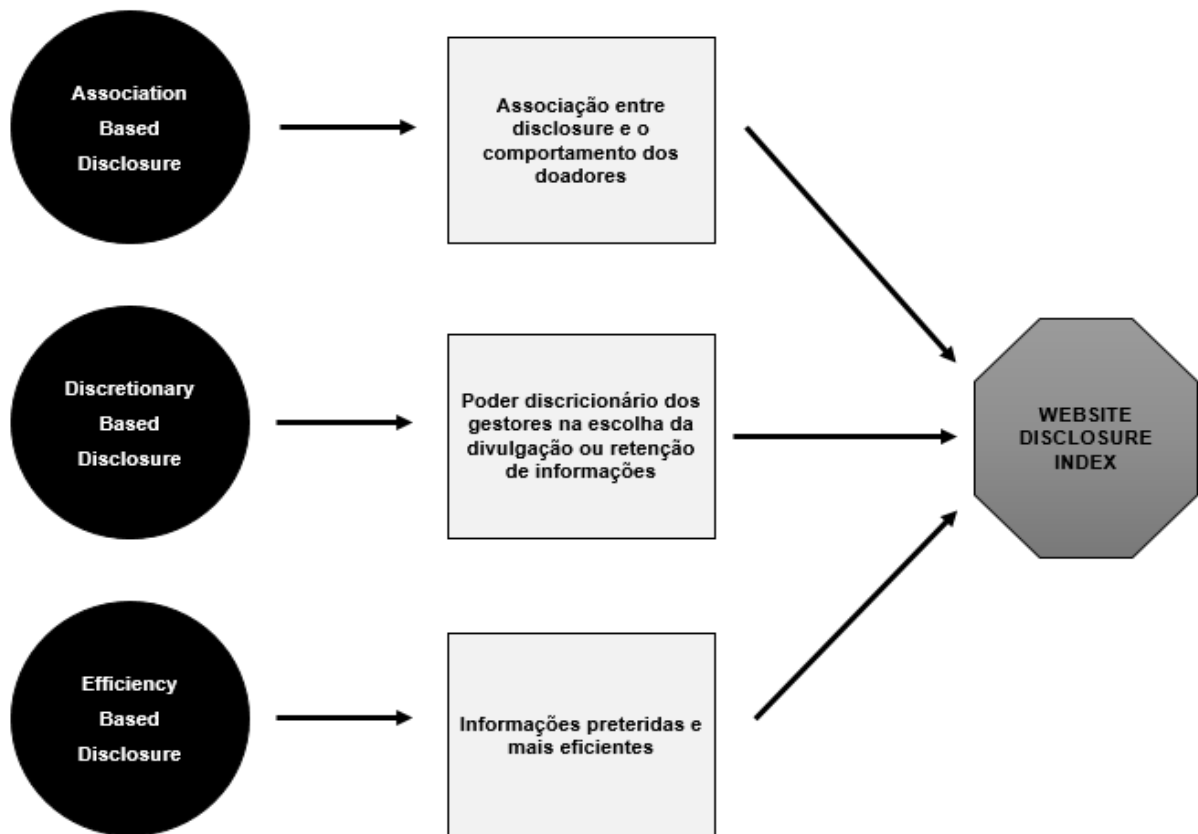 Association
Based
Disclosure
Associação entre
disclosure e o
comportamento dos
doadores
Discretionary
Based
Disclosure
Poder discricionário dos
gestores na escolha da
divulgação ou retenção
de informações
WEBSITE
DISCLOSURE
INDEX
Efficiency
Based
Disclosure
Informações preteridas e
mais eficientes